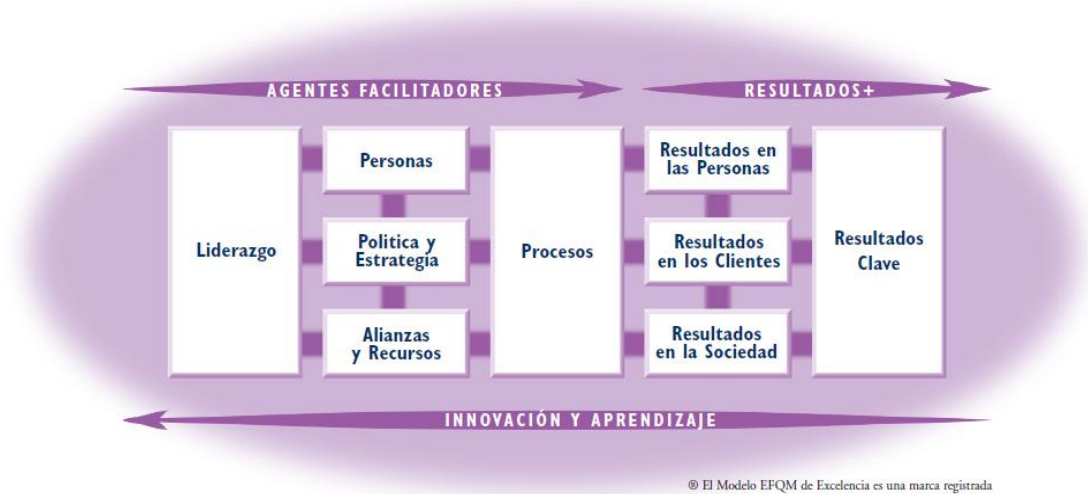 AGENTES FACILITADORES
RESULTADOS+
Liderazgo
Personas
Politica y
Estrategia
Alianzas
y Recursos
Procesos
Resultados en
las Personas
Resultados
en los Clientes
Resultados
en la Sociedad
Resultados
Clave
INNOVACIÓN Y APRENDIZAJE
® El Modelo EFQM de Excelencia es una marca registrada